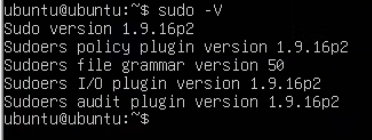 ubuntu@ubuntu:~$ sudo -V
Sudo version 1.9.16p2
Sudoers policy plugin version 1.9.16p2
Sudoers file grammar version 50
Sudoers I/O plugin version 1.9.16p2
Sudoers audit plugin version 1.9.16p2
ubuntu@ubuntu:~$